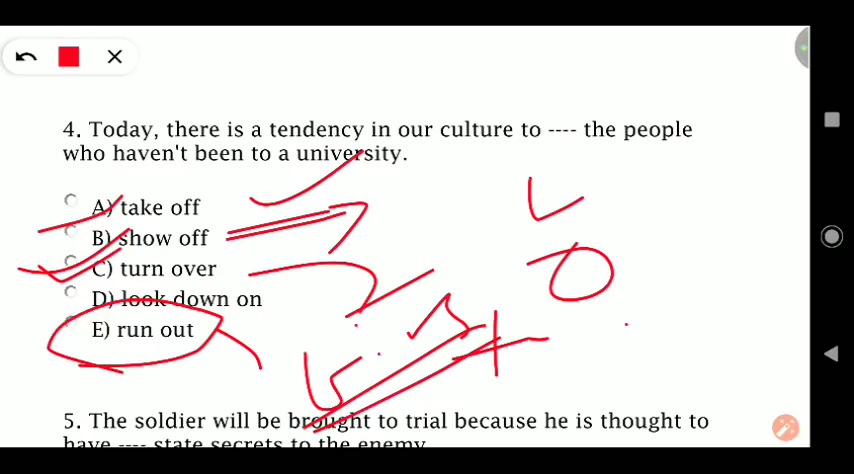 4. Today, there is a tendency in our culture to ---- the people
who haven't been to a university.
A) take off
B) show off
C) turn over
D) look down on
E) run out
5. The soldier will be brought to trial because he is thought to
have ---- state secrets to the enemy.